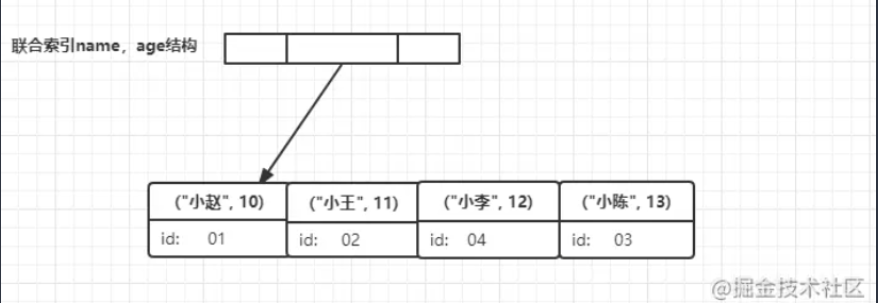 联合索引name，age结构
("小赵", 10) ("小王", 11) ("小李", 12) ("小陈", 13)
id: 01 id: 02 id: 04 id: 03
@掘金技术社区